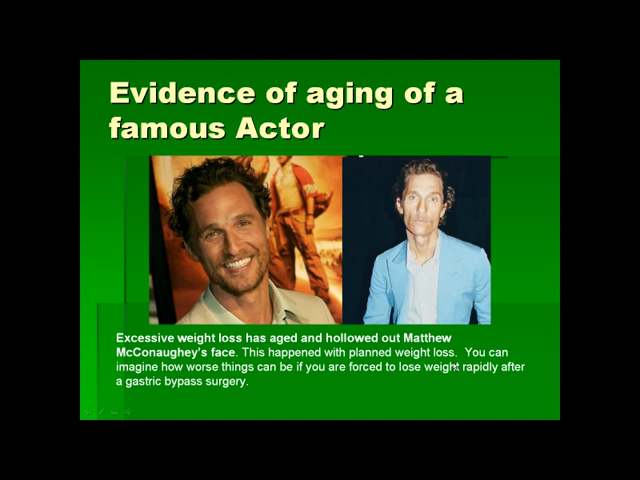 Evidence of aging of a
famous Actor
Excessive weight loss has aged and hollowed out Matthew
McConaughey's face. This happened with planned weight loss.  You can
imagine how worse things can be if you are forced to lose weight rapidly after
a gastric bypass surgery.